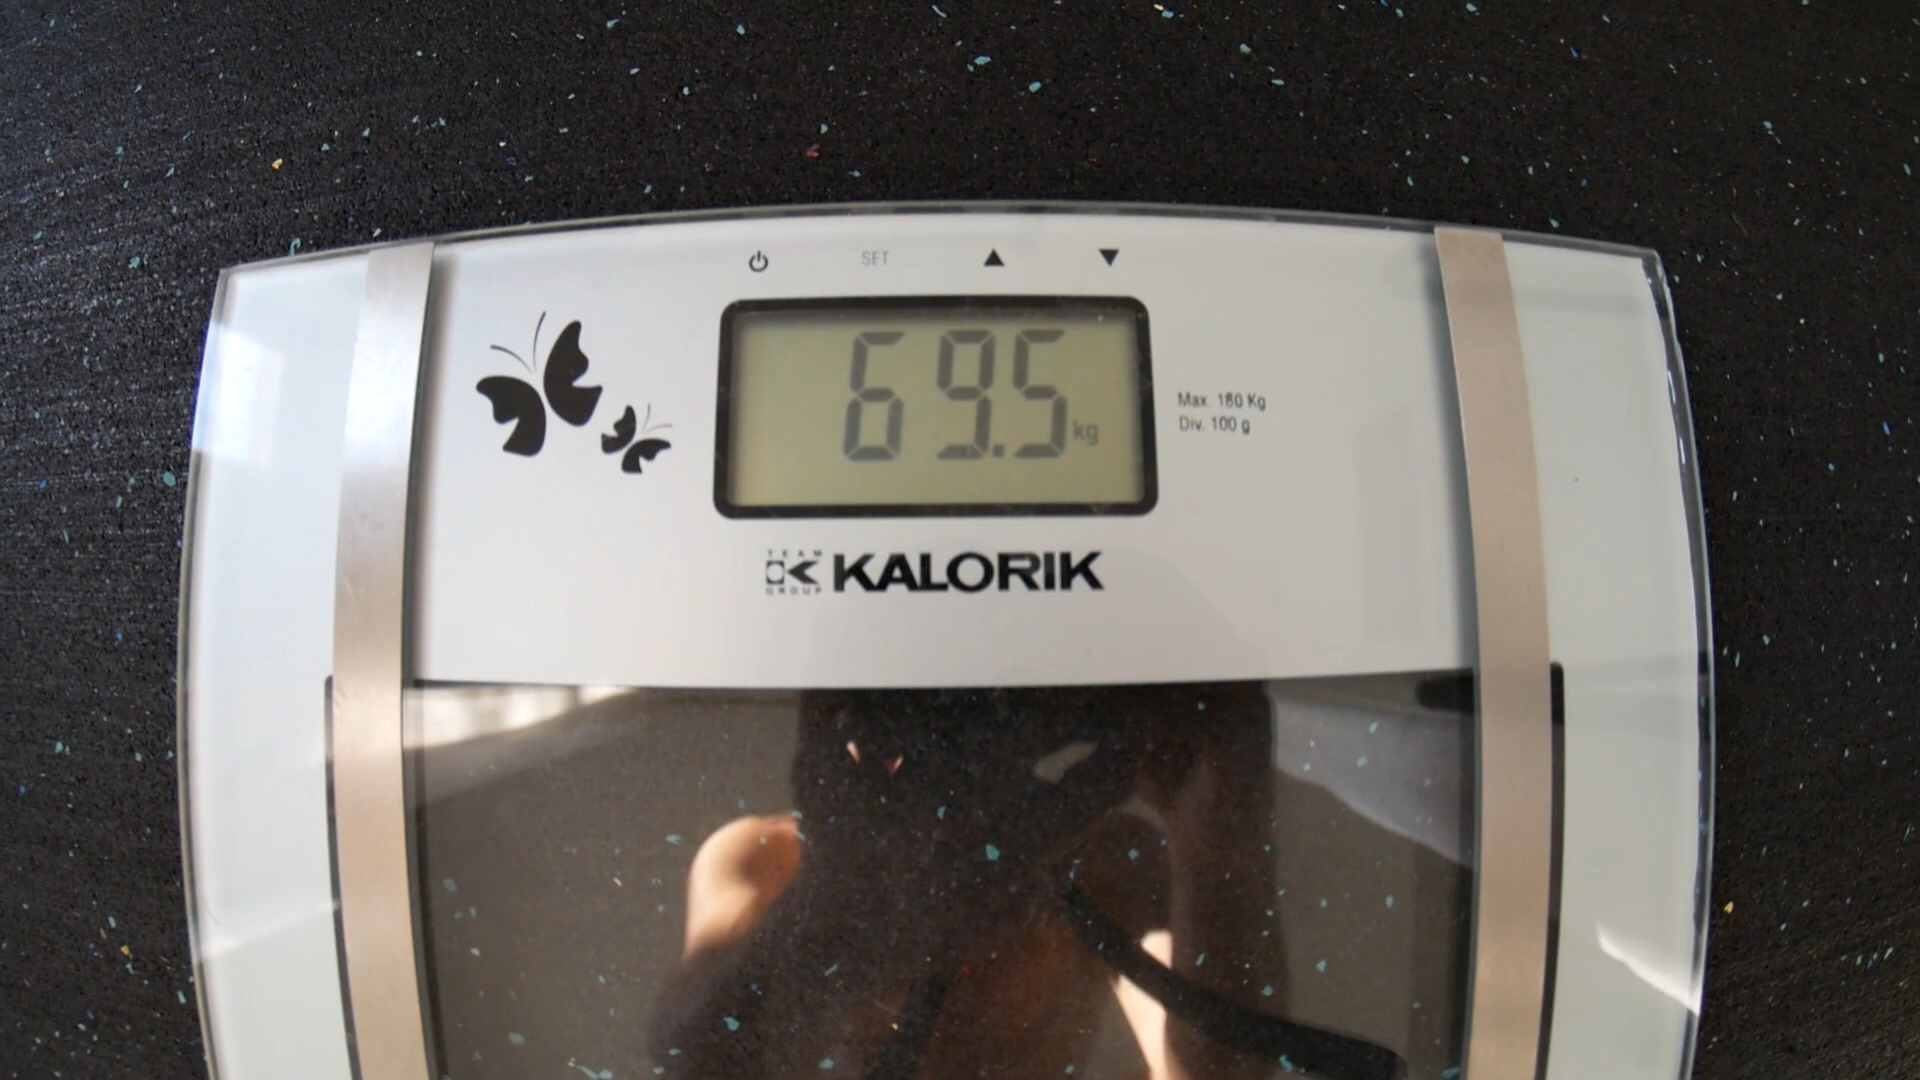 SET
69.5 kg
Max. 180 Kg
Div. 100 g
TEAM
KALORIK
GROUP